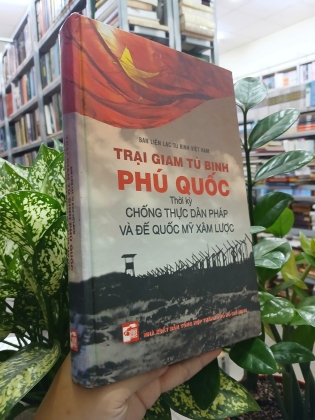 BAN LIÊN LẠC TÙ BINH VIỆT NAM
TRẠI GIAM TÙ BINH
PHÚ QUỐC
Thời kỳ
CHỐNG THỰC DÂN PHÁP
VÀ ĐẾ QUỐC MỸ XÂM LƯỢC
NHÀ XUẤT BẢN TỔNG HỢP THÀNH PHỐ HỒ CHÍ MINH